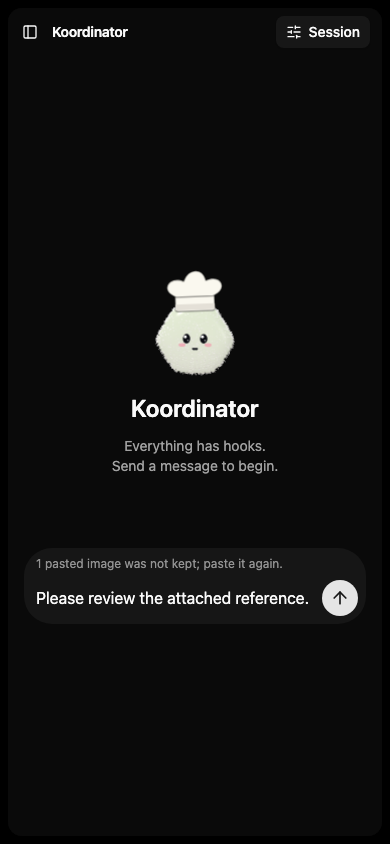 Koordinator
Session
Koordinator
Everything has hooks.
Send a message to begin.
1 pasted image was not kept; paste it again.
Please review the attached reference.